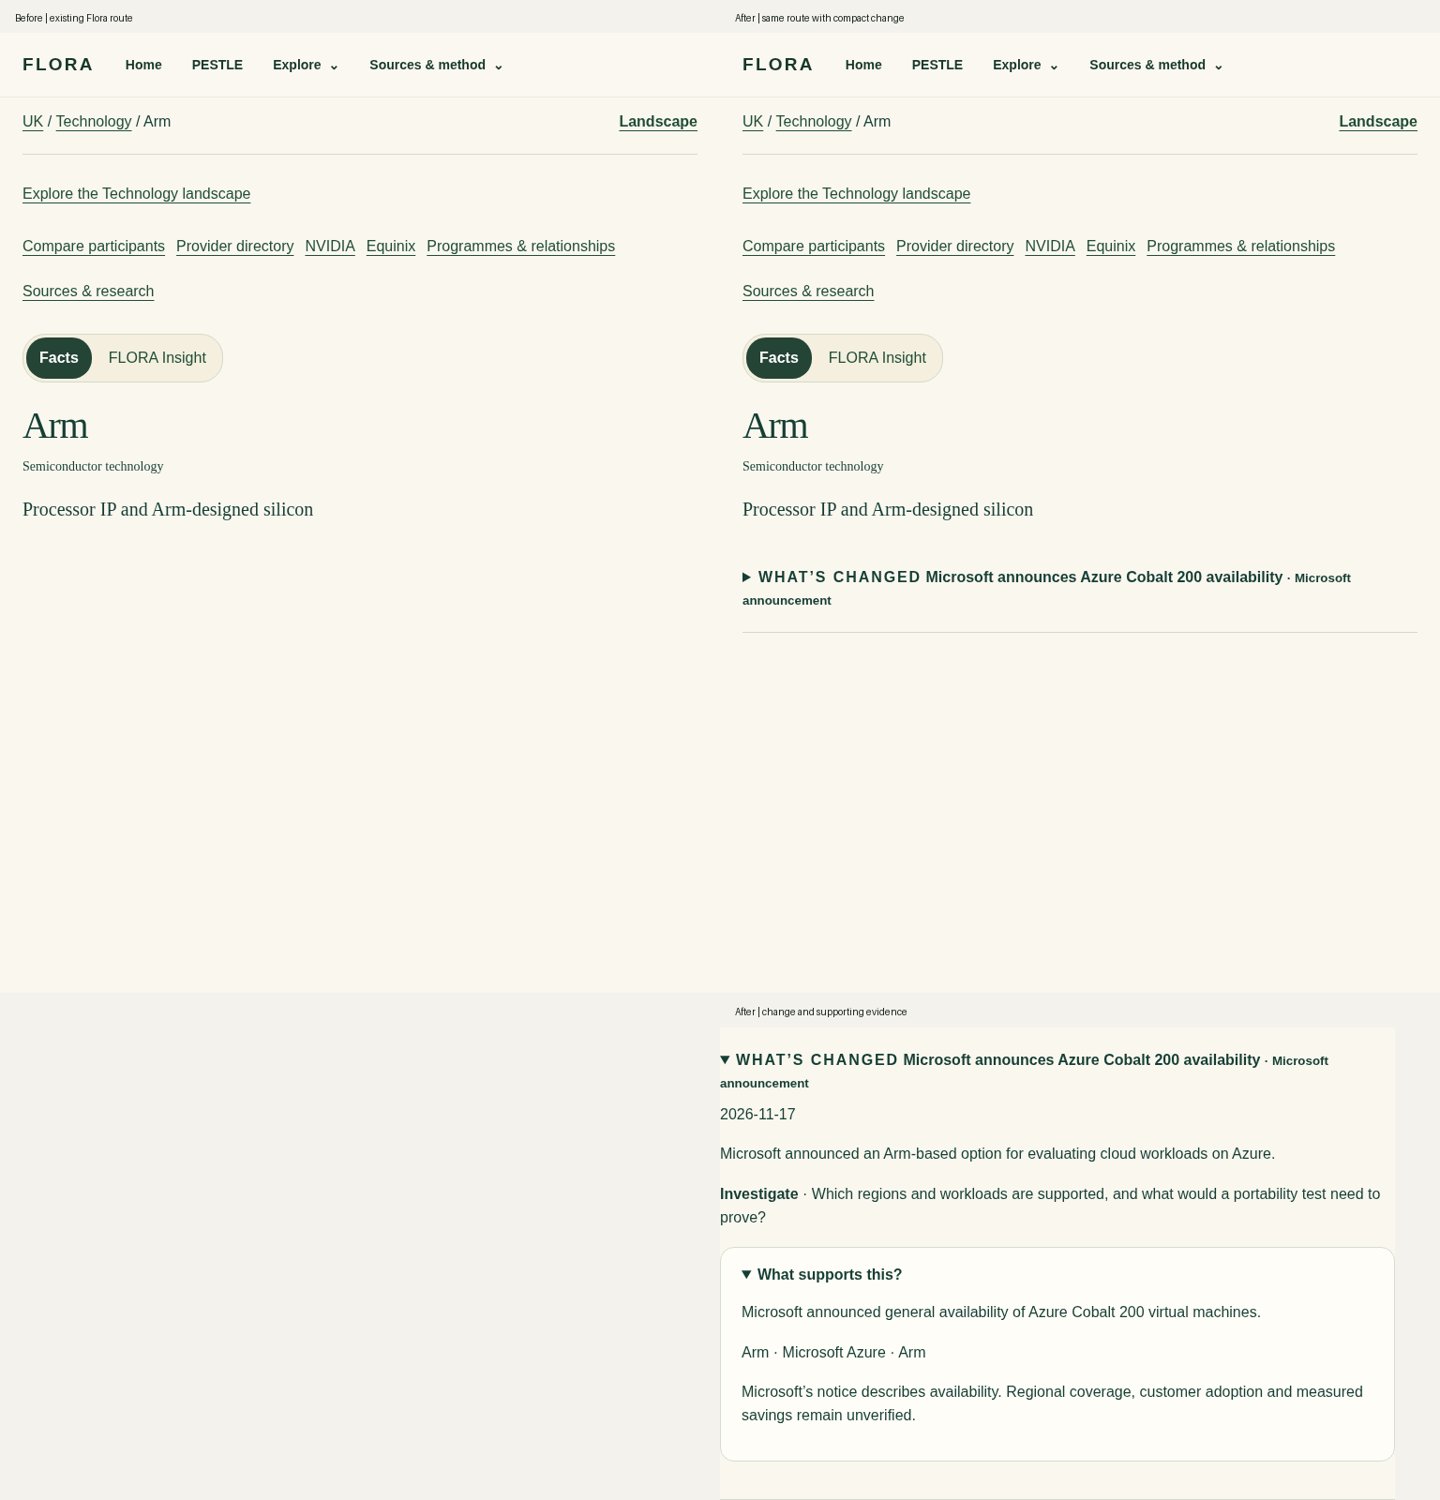 Before | existing Flora route
FLORA Home PESTLE Explore Sources & method
UK / Technology / Arm Landscape
Explore the Technology landscape
Compare participants Provider directory NVIDIA Equinix Programmes & relationships
Sources & research
Facts FLORA Insight
Arm
Semiconductor technology
Processor IP and Arm-designed silicon
After | same route with compact change
FLORA Home PESTLE Explore Sources & method
UK / Technology / Arm Landscape
Explore the Technology landscape
Compare participants Provider directory NVIDIA Equinix Programmes & relationships
Sources & research
Facts FLORA Insight
Arm
Semiconductor technology
Processor IP and Arm-designed silicon
WHAT’S CHANGED Microsoft announces Azure Cobalt 200 availability · Microsoft
announcement
After | change and supporting evidence
WHAT’S CHANGED Microsoft announces Azure Cobalt 200 availability · Microsoft
announcement
2026-11-17
Microsoft announced an Arm-based option for evaluating cloud workloads on Azure.
Investigate · Which regions and workloads are supported, and what would a portability test need to
prove?
What supports this?
Microsoft announced general availability of Azure Cobalt 200 virtual machines.
Arm · Microsoft Azure · Arm
Microsoft’s notice describes availability. Regional coverage, customer adoption and measured
savings remain unverified.